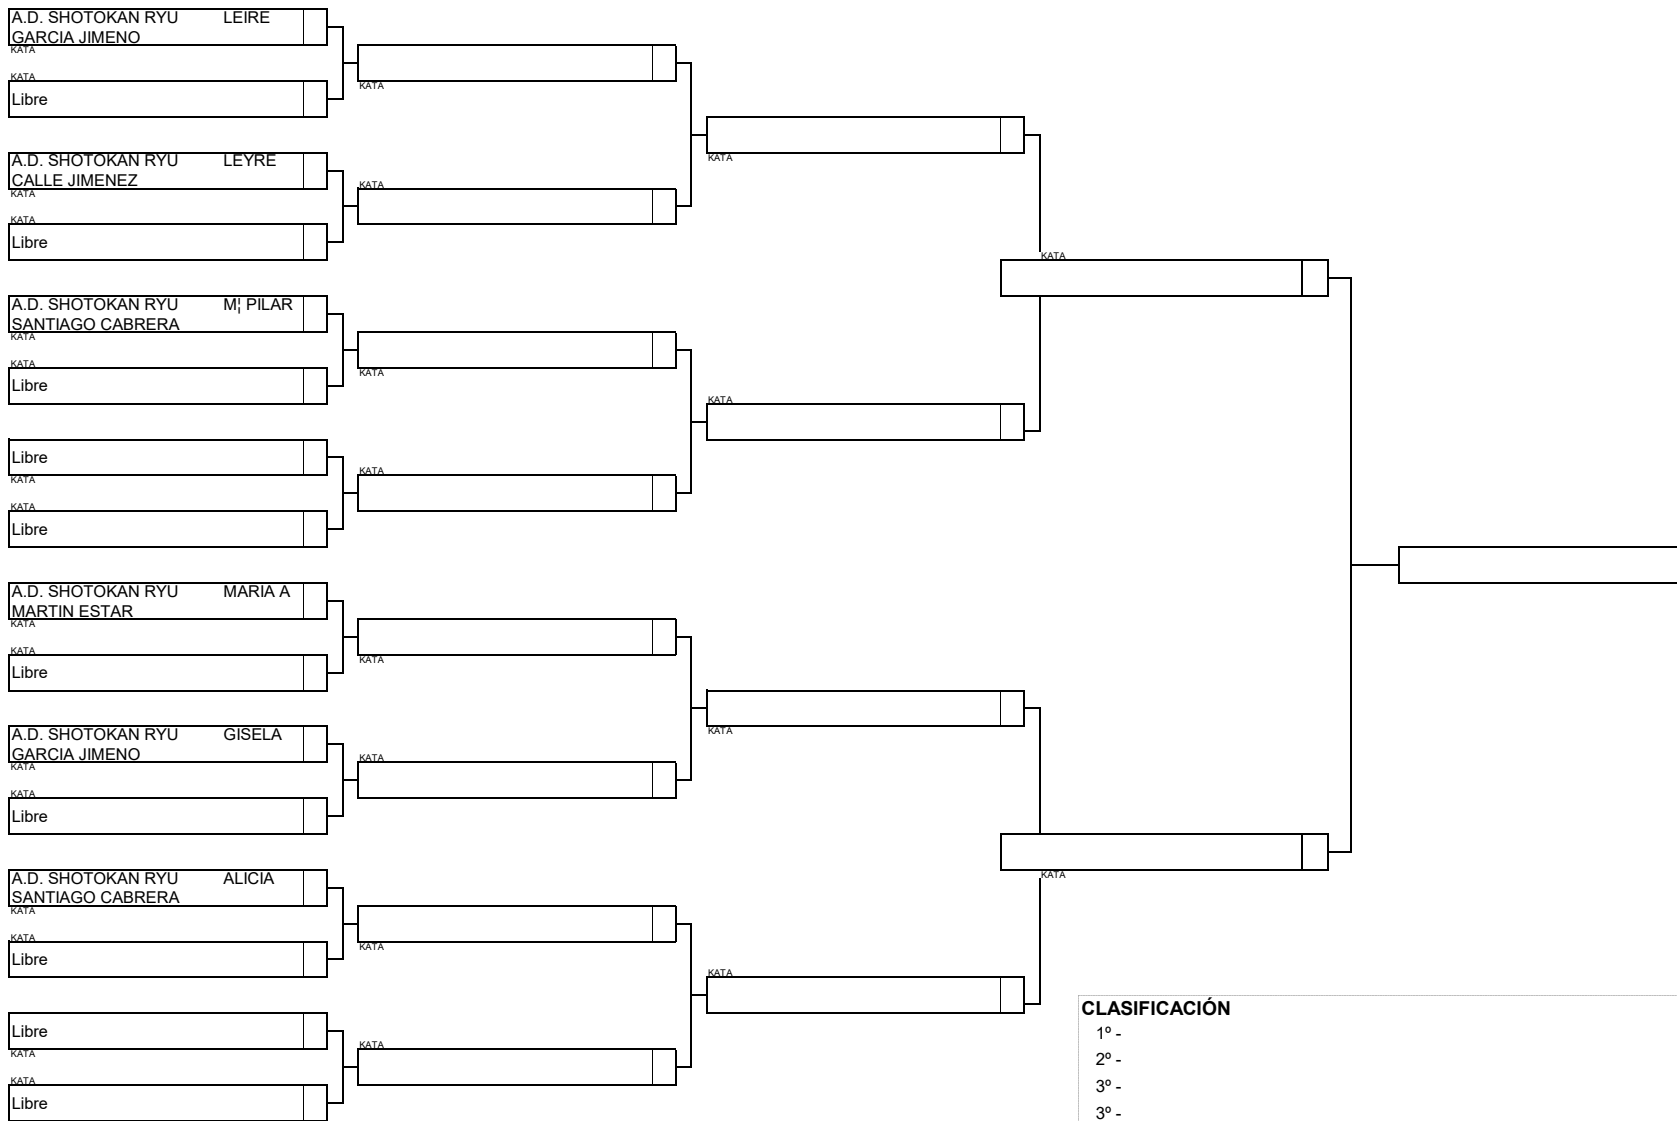 A.D. SHOTOKAN RYU LEIRE
GARCIA JIMENO
KATA
KATA
Libre
A.D. SHOTOKAN RYU LEYRE
CALLE JIMENEZ
KATA
KATA
Libre
A.D. SHOTOKAN RYU M¦ PILAR
SANTIAGO CABRERA
KATA
KATA
Libre
Libre
KATA
KATA
Libre
A.D. SHOTOKAN RYU MARIA A
MARTIN ESTAR
KATA
KATA
Libre
A.D. SHOTOKAN RYU GISELA
GARCIA JIMENO
KATA
KATA
Libre
A.D. SHOTOKAN RYU ALICIA
SANTIAGO CABRERA
KATA
KATA
Libre
Libre
KATA
KATA
Libre
KATA
KATA
KATA
KATA
KATA
KATA
KATA
KATA
KATA
KATA
KATA
KATA
KATA
KATA
CLASIFICACIÓN
1º -
2º -
3º -
3º -